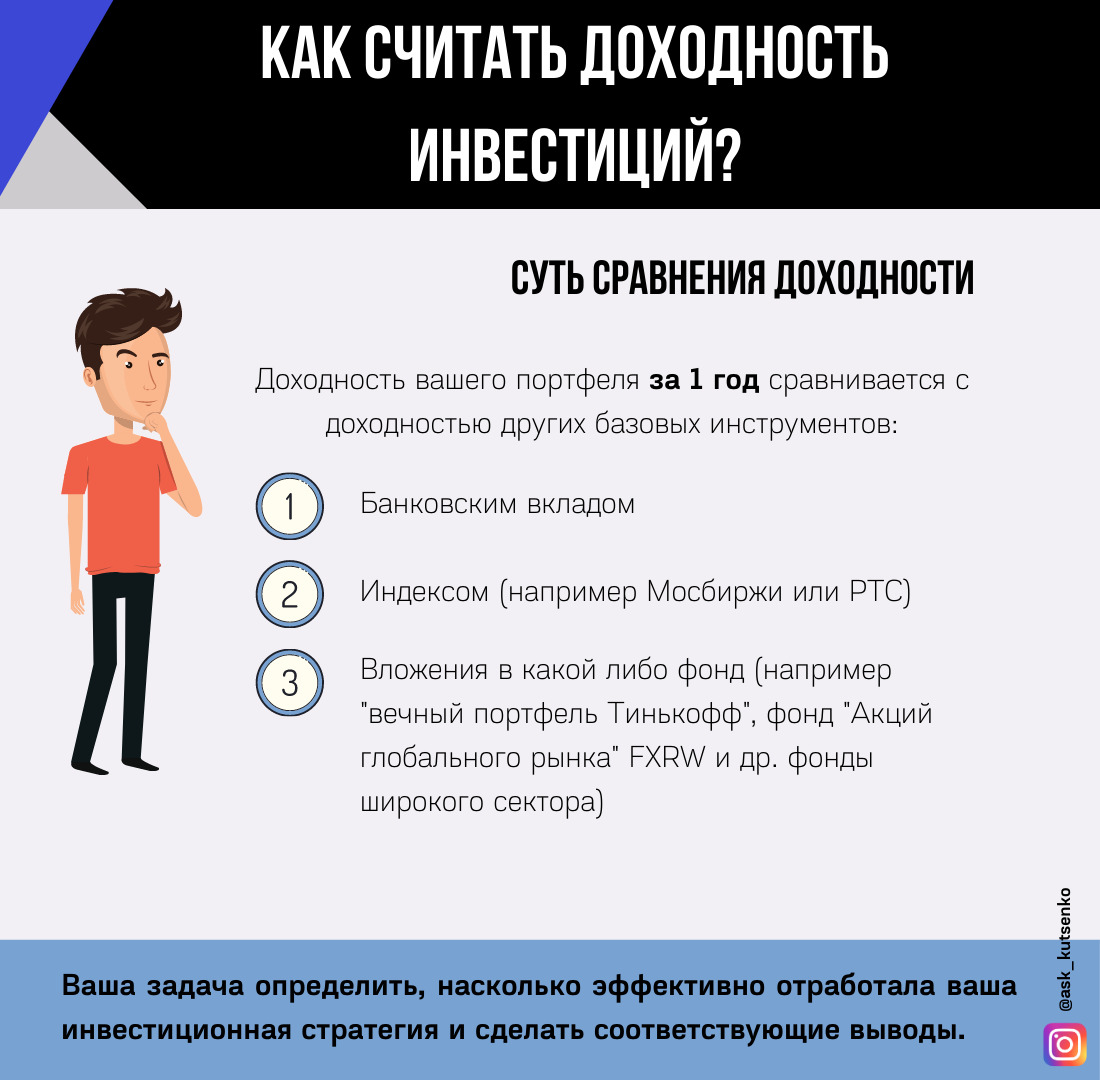 КАК СЧИТАТЬ ДОХОДНОСТЬ
ИНВЕСТИЦИЙ?
СУТЬ СРАВНЕНИЯ ДОХОДНОСТИ
Доходность вашего портфеля за 1 год сравнивается с
доходностью других базовых инструментов:
1 Банковским вкладом
2 Индексом (например Мосбиржи или РТС)
3 Вложения в какой либо фонд (например
"вечный портфель Тинькофф", фонд "Акций
глобального рынка" FXRW и др. фонды
широкого сектора)
Ваша задача определить, насколько эффективно отработала ваша
инвестиционная стратегия и сделать соответствующие выводы.
@ask_kutsenko